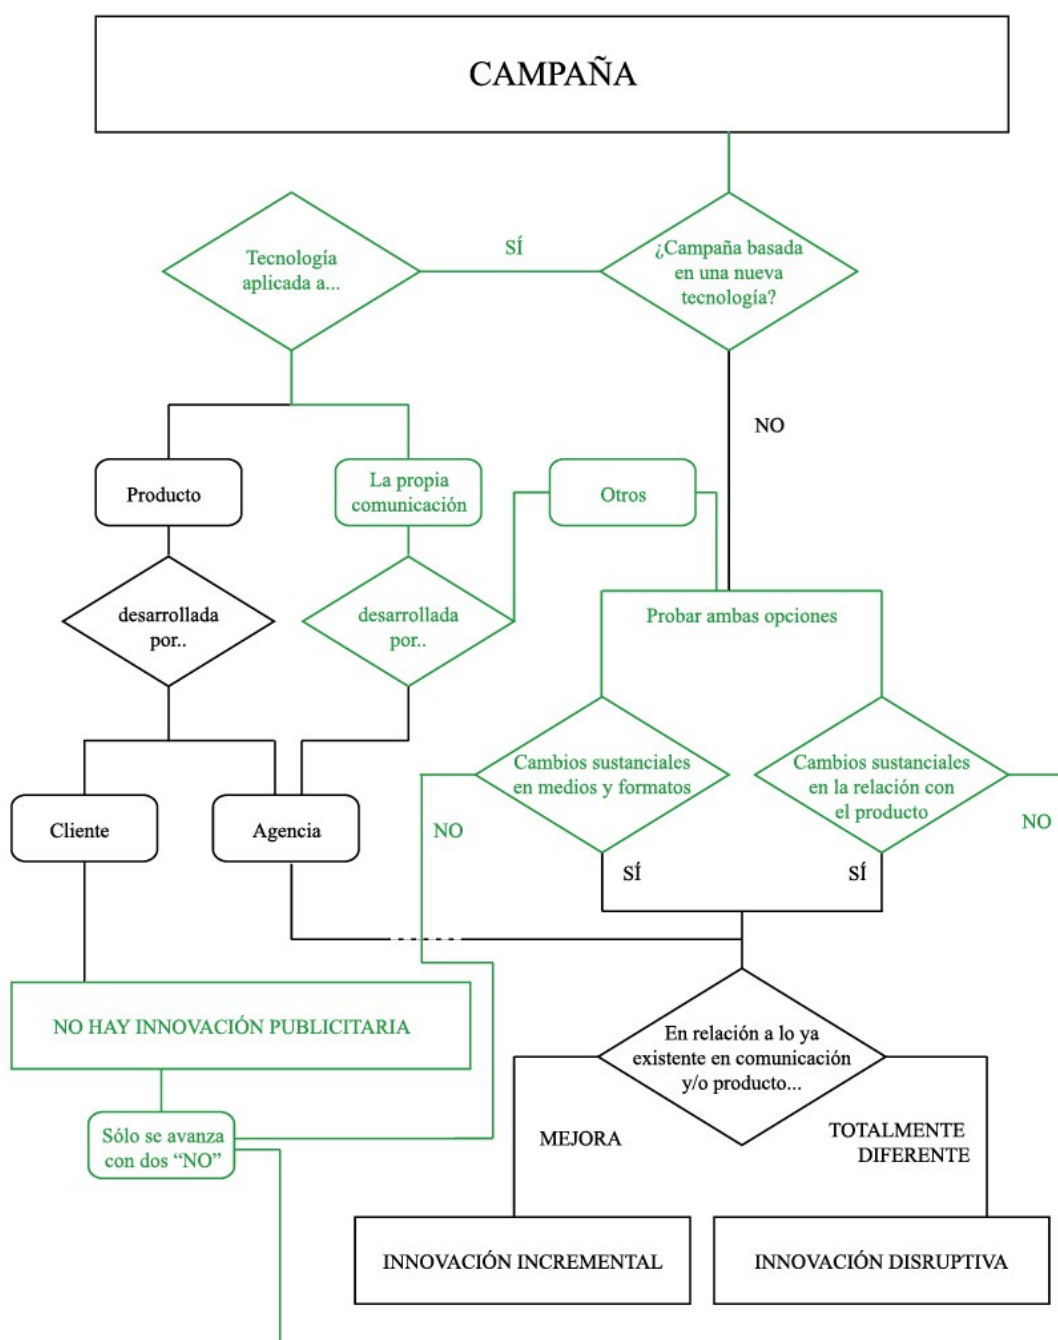 CAMPAÑA
Tecnología
aplicada a...
SÍ
¿Campaña basada
en una nueva
tecnología?
NO
Producto
La propia
comunicación
Otros
desarrollada
por..
desarrollada
por..
Probar ambas opciones
Cliente
Agencia
NO
Cambios sustanciales
en medios y formatos
Cambios sustanciales
en la relación con
el producto
NO
SÍ
SÍ
NO HAY INNOVACIÓN PUBLICITARIA
En relación a lo ya
existente en comunicación
y/o producto...
Sólo se avanza
con dos “NO”
MEJORA
TOTALMENTE
DIFERENTE
INNOVACIÓN INCREMENTAL
INNOVACIÓN DISRUPTIVA